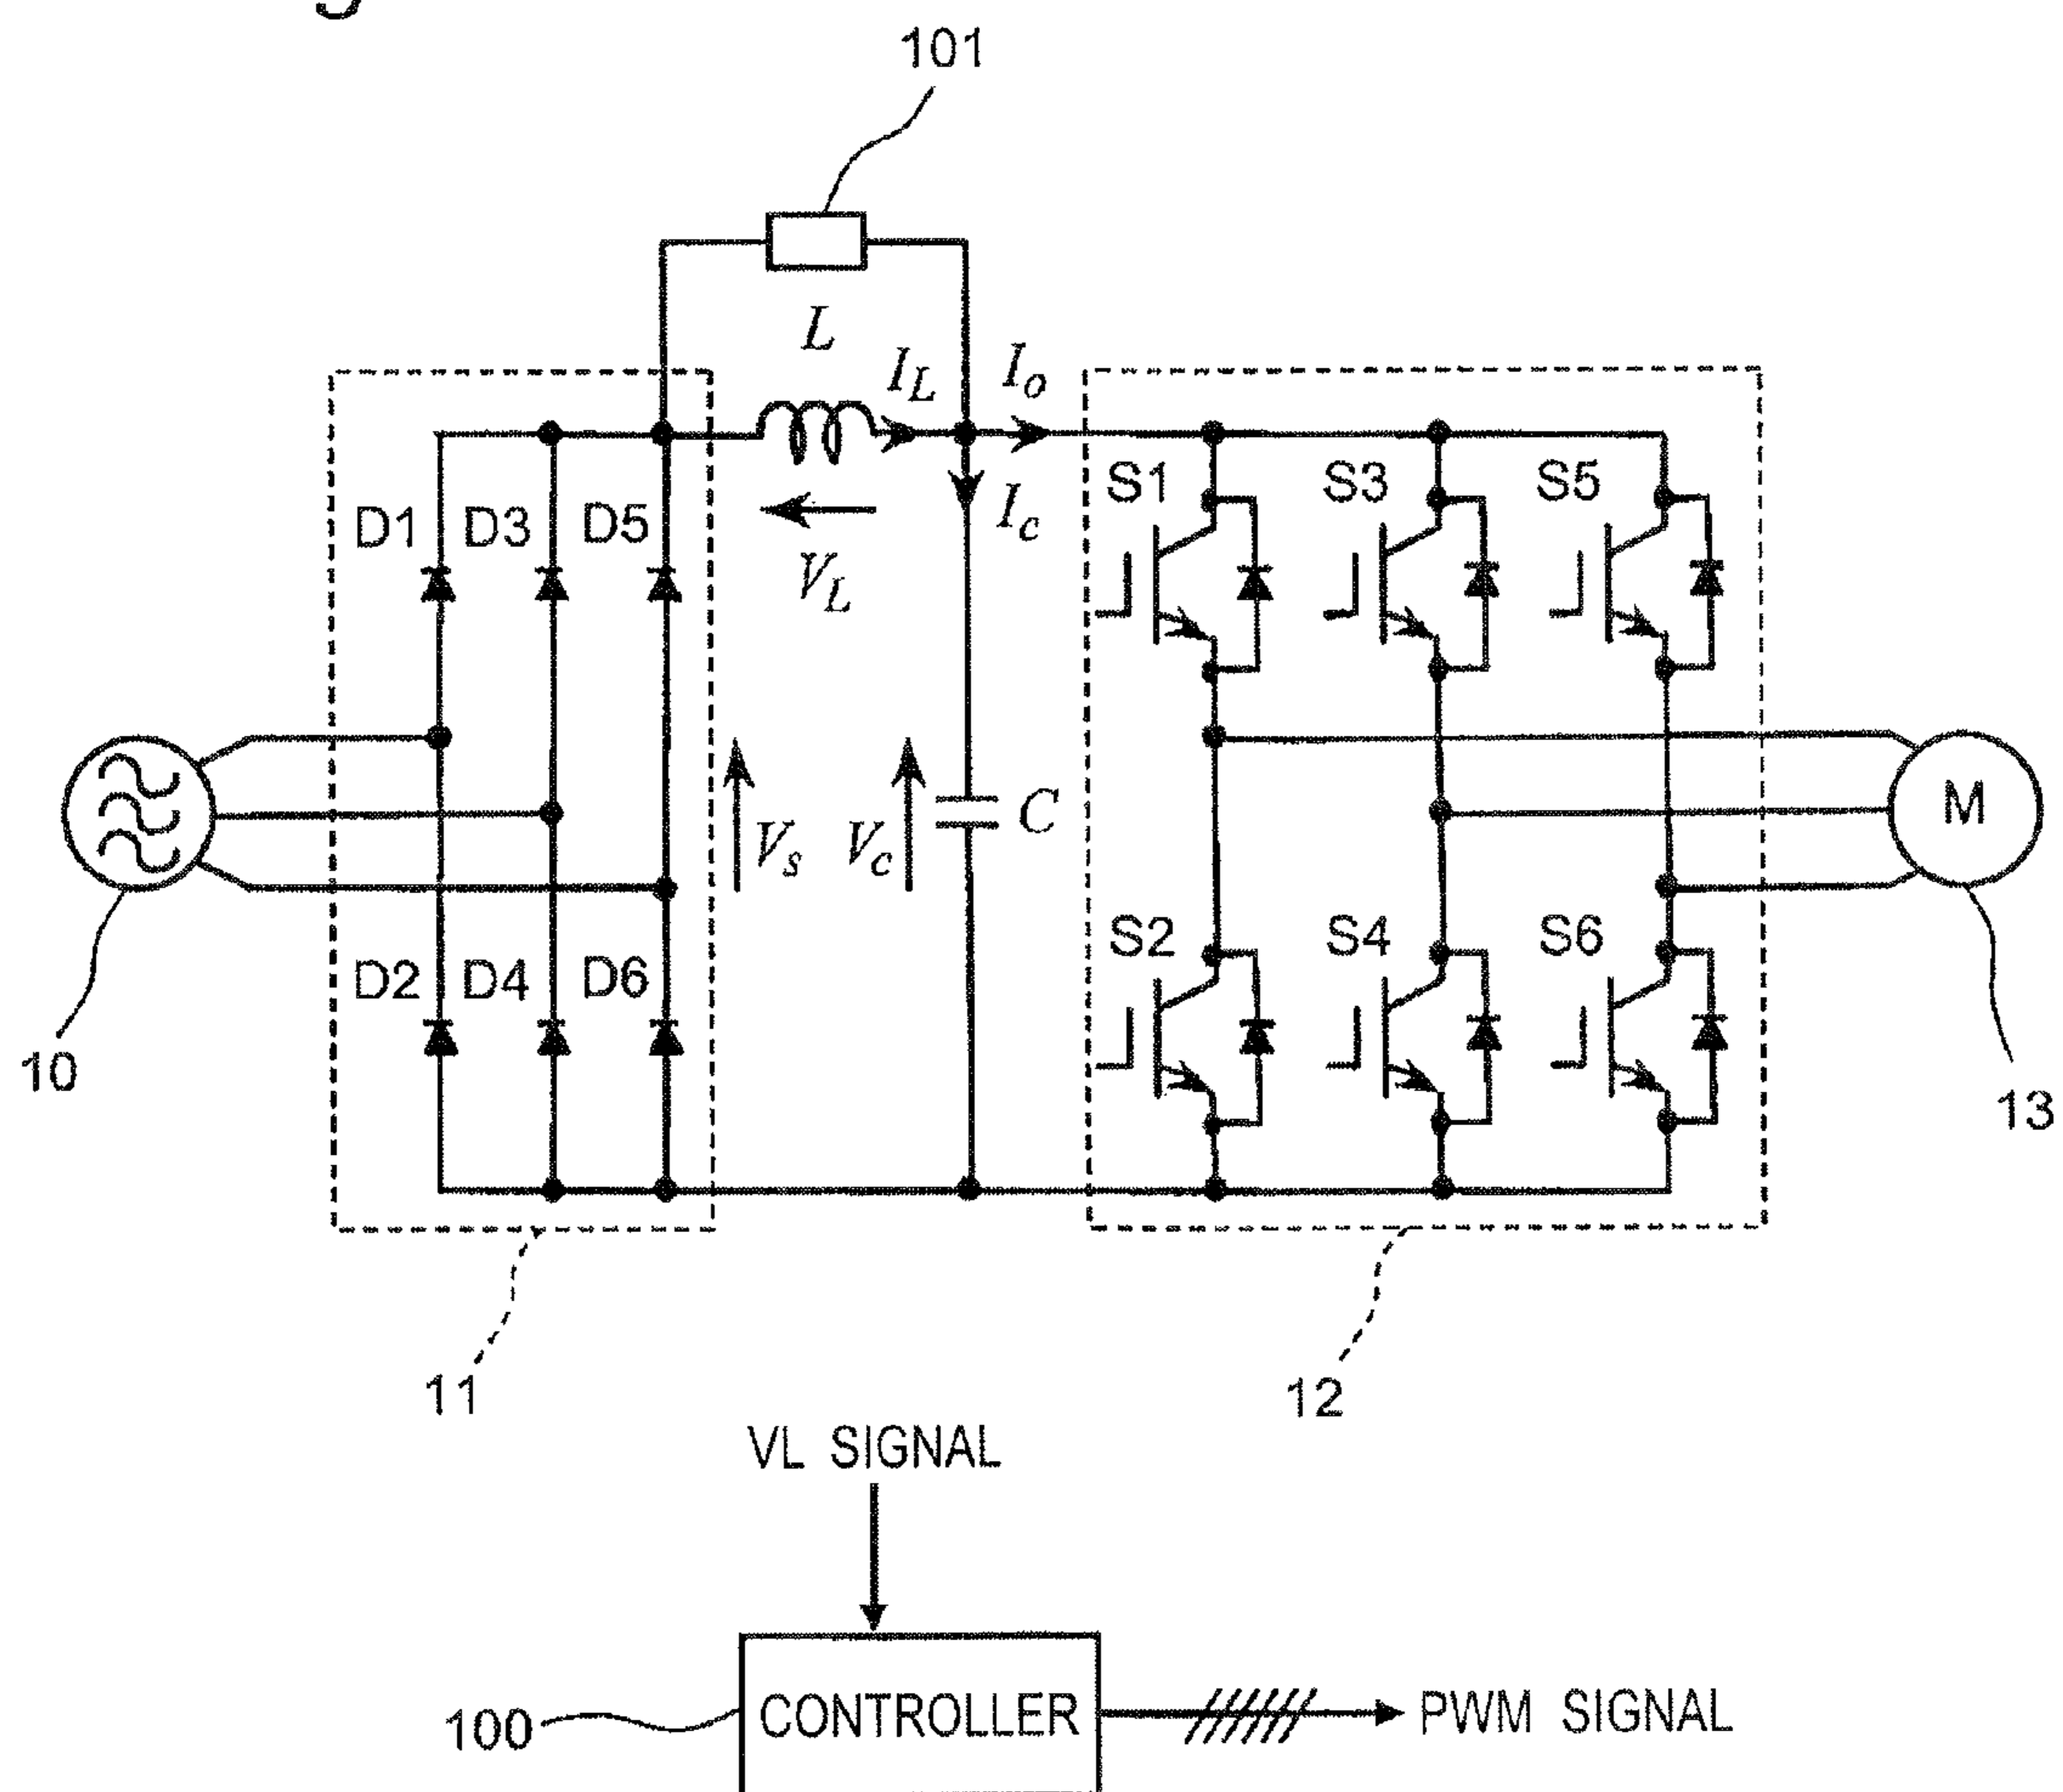 101
L
I_L
I_o
D1
D3
D5
V_L
I_c
S1
S3
S5
V_s
V_c
C
M
D2
D4
D6
S2
S4
S6
10
13
11
12
VL SIGNAL
100
CONTROLLER
PWM SIGNAL